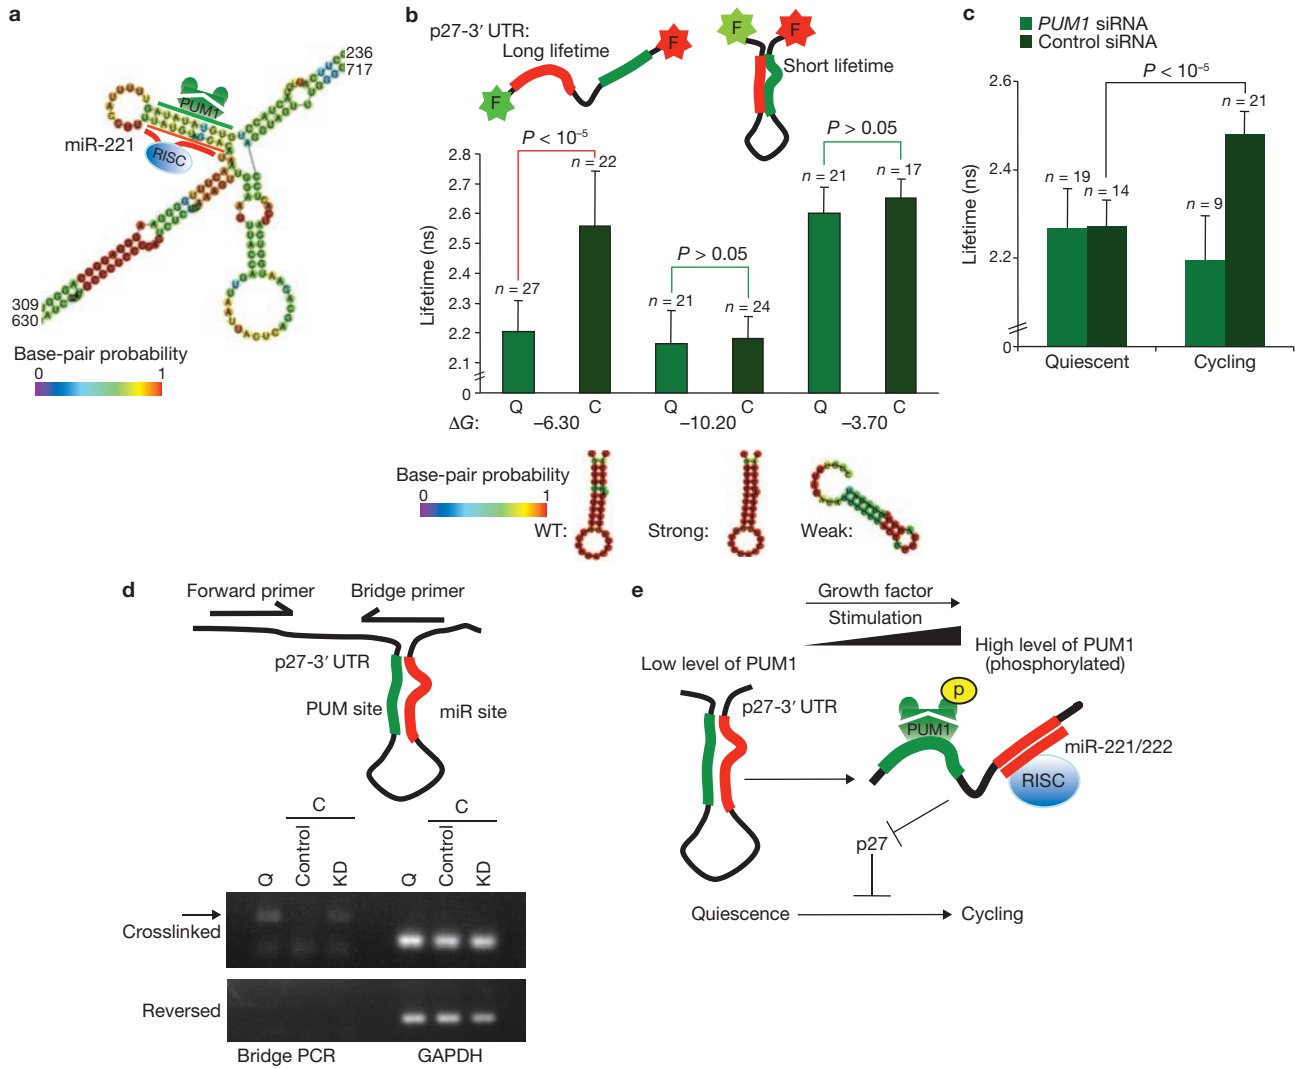 a
236
717
PUM1
miR-221
RISC
309
630
Base-pair probability
0 1
b
p27-3′ UTR:
Long lifetime
F
F
F
F
Short lifetime
P < 10⁻⁵
P > 0.05
P > 0.05
Lifetime (ns)
2.8
2.7
2.6
2.5
2.4
2.3
2.2
2.1
0
n = 27
n = 22
n = 21
n = 24
n = 21
n = 17
Q C Q C Q C
ΔG: –6.30 –10.20 –3.70
Base-pair probability
0 1
WT: Strong: Weak:
c
PUM1 siRNA
Control siRNA
P < 10⁻⁵
Lifetime (ns)
2.6
2.4
2.2
0
n = 19
n = 14
n = 9
n = 21
Quiescent Cycling
d
Forward primer Bridge primer
p27-3′ UTR
PUM site miR site
C C
Q Control KD Q Control KD
Crosslinked
Reversed
Bridge PCR GAPDH
e
Growth factor
Stimulation
Low level of PUM1
High level of PUM1
(phosphorylated)
p27-3′ UTR
p
PUM1
miR-221/222
RISC
p27
Quiescence Cycling